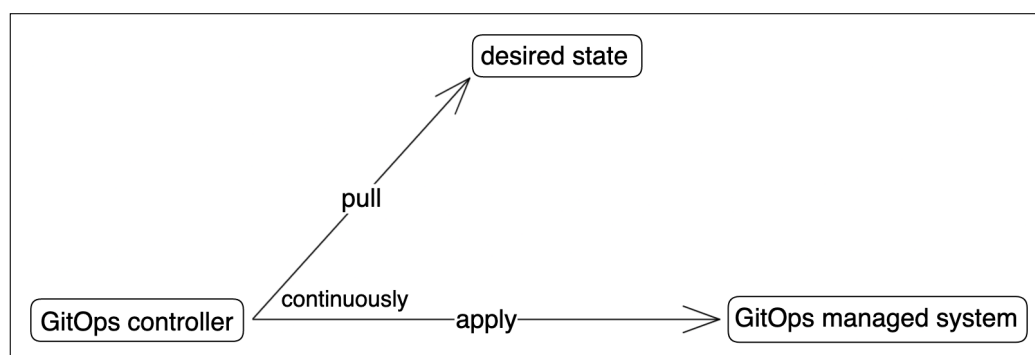 desired state
pull
continuously
GitOps controller
apply
GitOps managed system